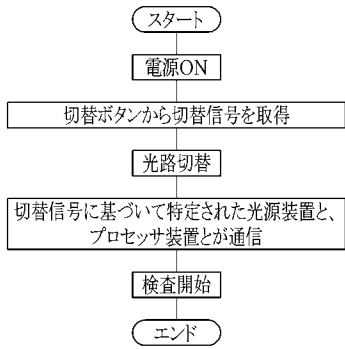 スタート
電源ON
切替ボタンから切替信号を取得
光路切替
切替信号に基づいて特定された光源装置と、
プロセッサ装置とが通信
検査開始
エンド